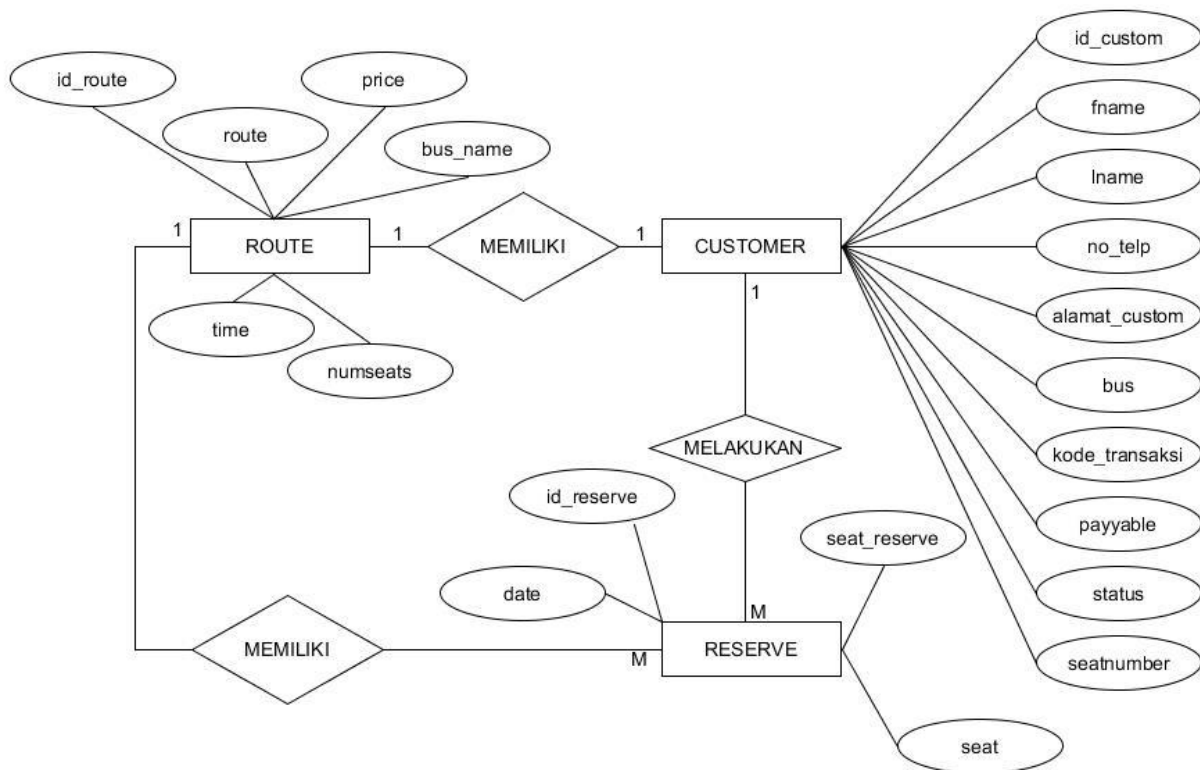 id_custom
id_route
price
fname
route
bus_name
lname
1
ROUTE
1
MEMILIKI
1
CUSTOMER
no_telp
1
time
alamat_custom
numseats
bus
MELAKUKAN
kode_transaksi
id_reserve
payyable
seat_reserve
date
status
M
MEMILIKI
M
RESERVE
seatnumber
seat